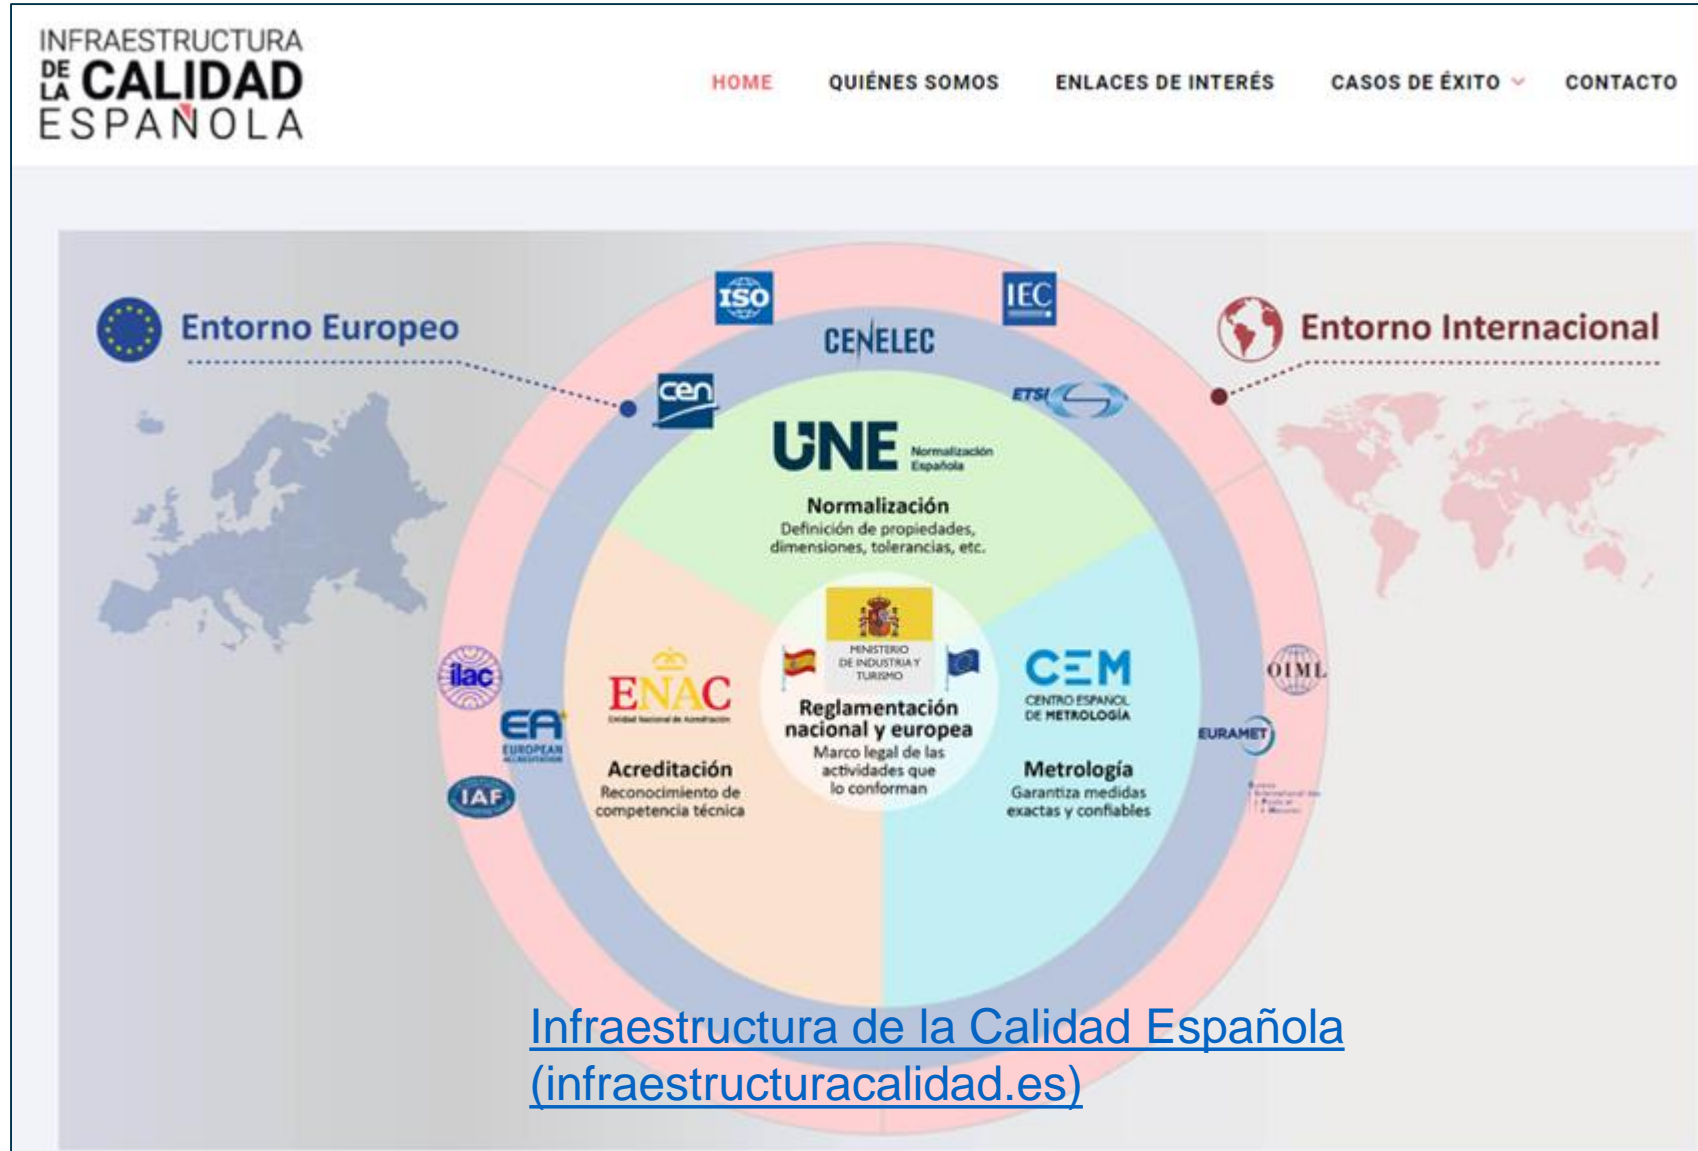 INFRAESTRUCTURA
DE LA CALIDAD
ESPAÑOLA
HOME
QUIÉNES SOMOS
ENLACES DE INTERÉS
CASOS DE ÉXITO
CONTACTO
Entorno Europeo
Entorno Internacional
ISO
IEC
CENELEC
cen
ETSI
UNE
Normalización
Española
Normalización
Definición de propiedades,
dimensiones, tolerancias, etc.
MINISTERIO
DE INDUSTRIA Y
TURISMO
Reglamentación
nacional y europea
Marco legal de las
actividades que
lo conforman
ilac
EA
EUROPEAN
ACCREDITATION
IAF
ENAC
Entidad Nacional de Acreditación
Acreditación
Reconocimiento de
competencia técnica
CEM
CENTRO ESPAÑOL
DE METROLOGÍA
Metrología
Garantiza medidas
exactas y confiables
OIML
EURAMET
Infraestructura de la Calidad Española
(infraestructuracalidad.es)